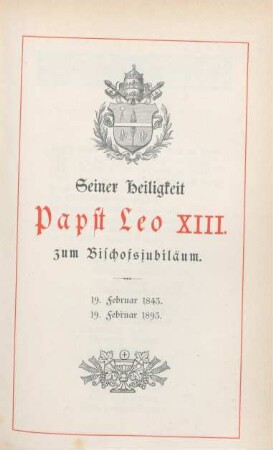 Seiner Heiligkeit
Papst Leo XIII.
zum Bischofsjubiläum.
19. Februar 1843.
19. Februar 1893.